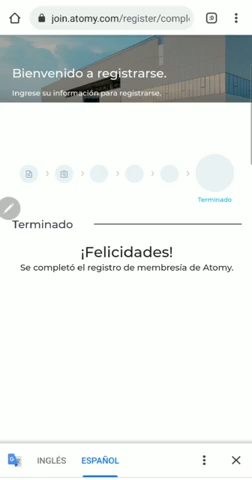 join.atomy.com/register/comple
:D
Bienvenido a registrarse.
Ingrese su información para registrarse.
Terminado
Terminado
¡Felicidades!
Se completó el registro de membresía de Atomy.
INGLÉS
ESPAÑOL